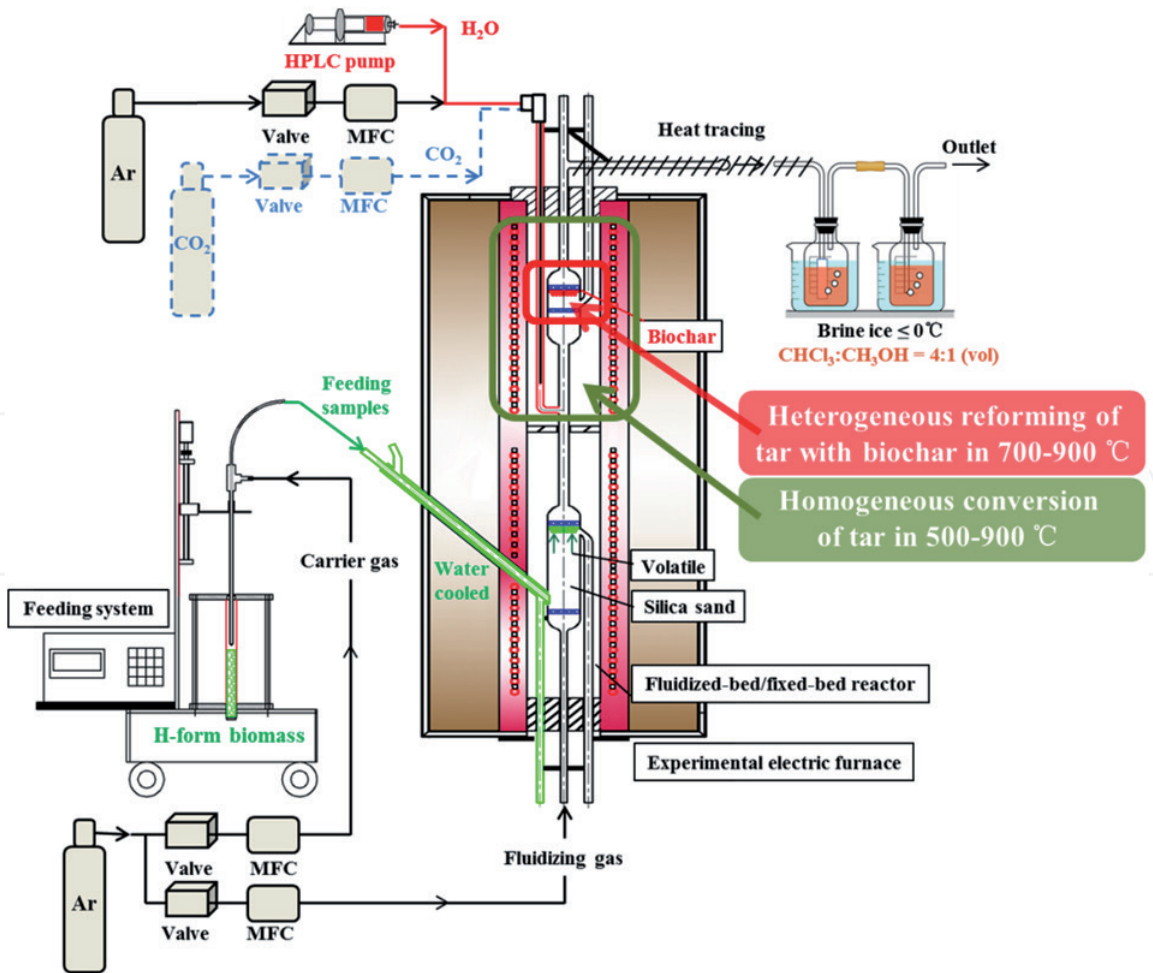 H₂O
HPLC pump
Valve
MFC
Ar
CO₂
Valve
MFC
CO₂
Heat tracing
Outlet
Brine ice ≤ 0℃
CHCl₃:CH₃OH = 4:1 (vol)
Biochar
Heterogeneous reforming of
tar with biochar in 700-900 ℃
Homogeneous conversion
of tar in 500-900 ℃
Feeding
samples
Carrier gas
Water
cooled
Volatile
Silica sand
Feeding system
Fluidized-bed/fixed-bed reactor
H-form biomass
Experimental electric furnace
Valve
MFC
Fluidizing gas
Ar
Valve
MFC